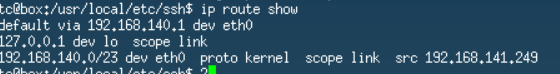 tc@box:/usr/local/etc/ssh$ ip route show
default via 192.168.140.1 dev eth0
127.0.0.1 dev lo  scope link
192.168.140.0/23 dev eth0  proto kernel  scope link  src 192.168.141.249
tc@box:/usr/local/etc/ssh$ 2